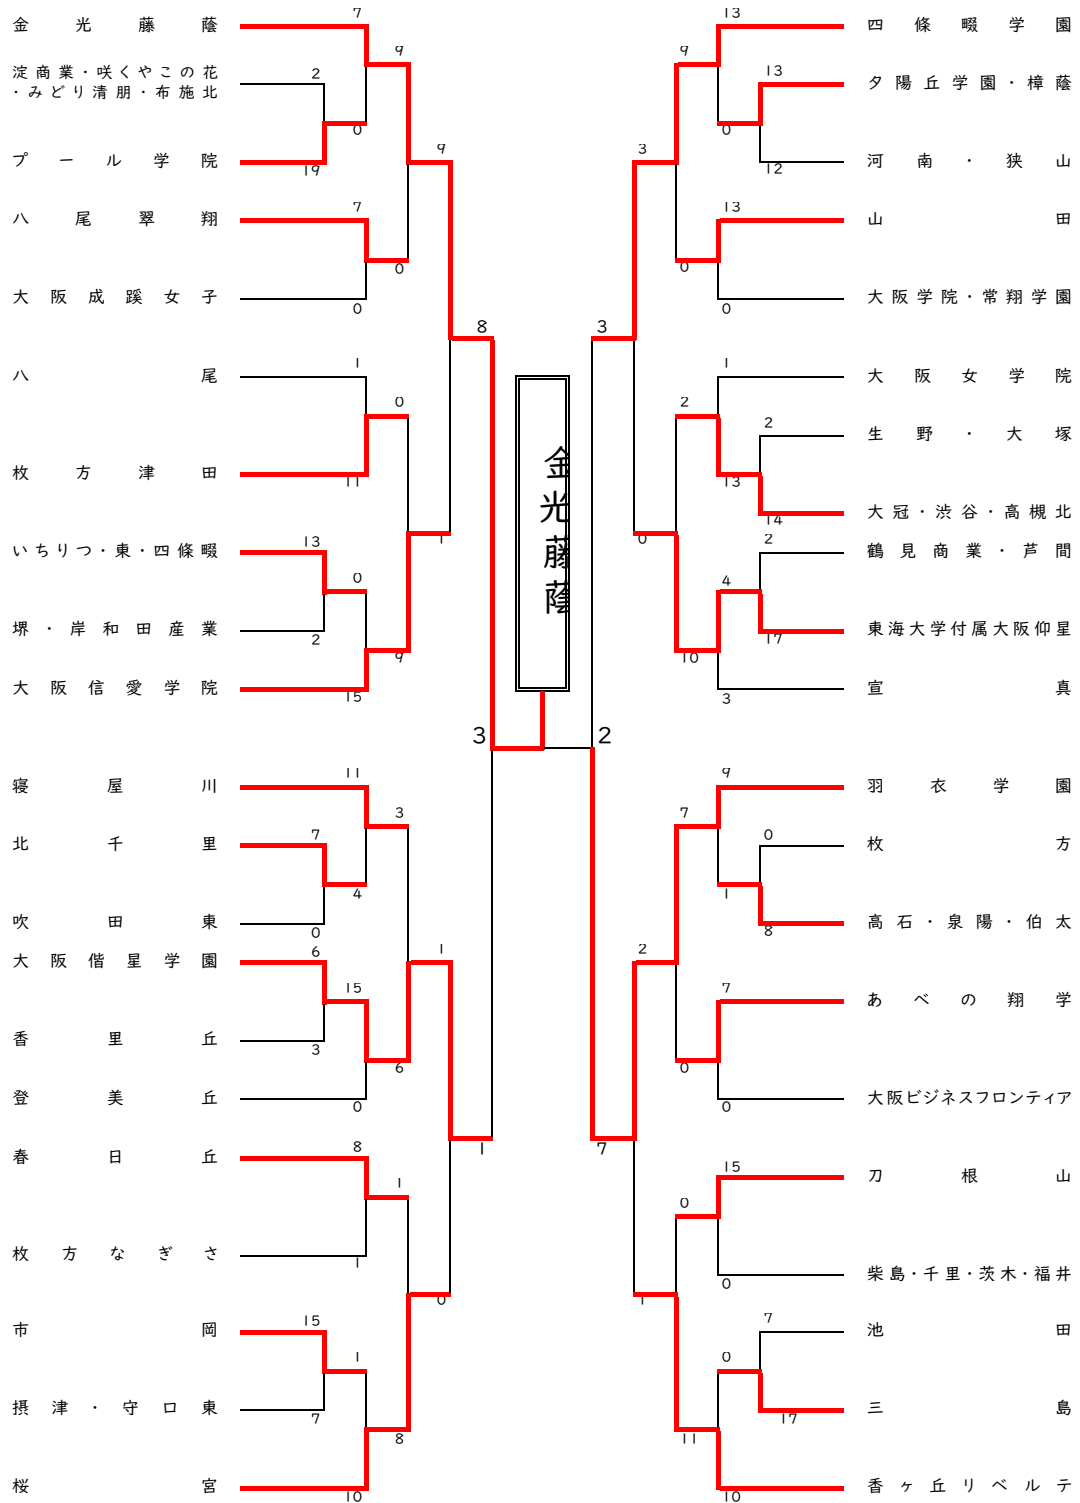 金光藤蔭
7
9
淀商業・咲くやこの花
・みどり清朋・布施北
2
0
プール学院
19
9
八尾翠翔
7
0
大阪成蹊女子
0
8
八尾
1
0
枚方津田
11
1
いちりつ・東・四條畷
13
0
堺・岸和田産業
2
9
大阪信愛学院
15
3
寝屋川
11
3
北千里
7
4
吹田東
0
大阪偕星学園
6
1
15
香里丘
3
6
登美丘
0
1
春日丘
8
1
枚方なぎさ
1
0
市岡
15
1
摂津・守口東
7
8
桜宮
10
金光藤蔭
13
四條畷学園
9
13
夕陽丘学園・樟蔭
0
3
12
河南・狭山
13
山田
0
0
大阪学院・常翔学園
3
1
大阪女学院
2
2
生野・大塚
13
14
大冠・渋谷・高槻北
0
2
鶴見商業・芦間
4
17
東海大学付属大阪仰星
10
3
宣真
2
9
羽衣学園
7
0
枚方
1
8
高石・泉陽・伯太
2
7
あべの翔学
0
0
大阪ビジネスフロンティア
7
15
刀根山
0
0
柴島・千里・茨木・福井
1
7
池田
0
17
三島
11
10
香ヶ丘リベルテ